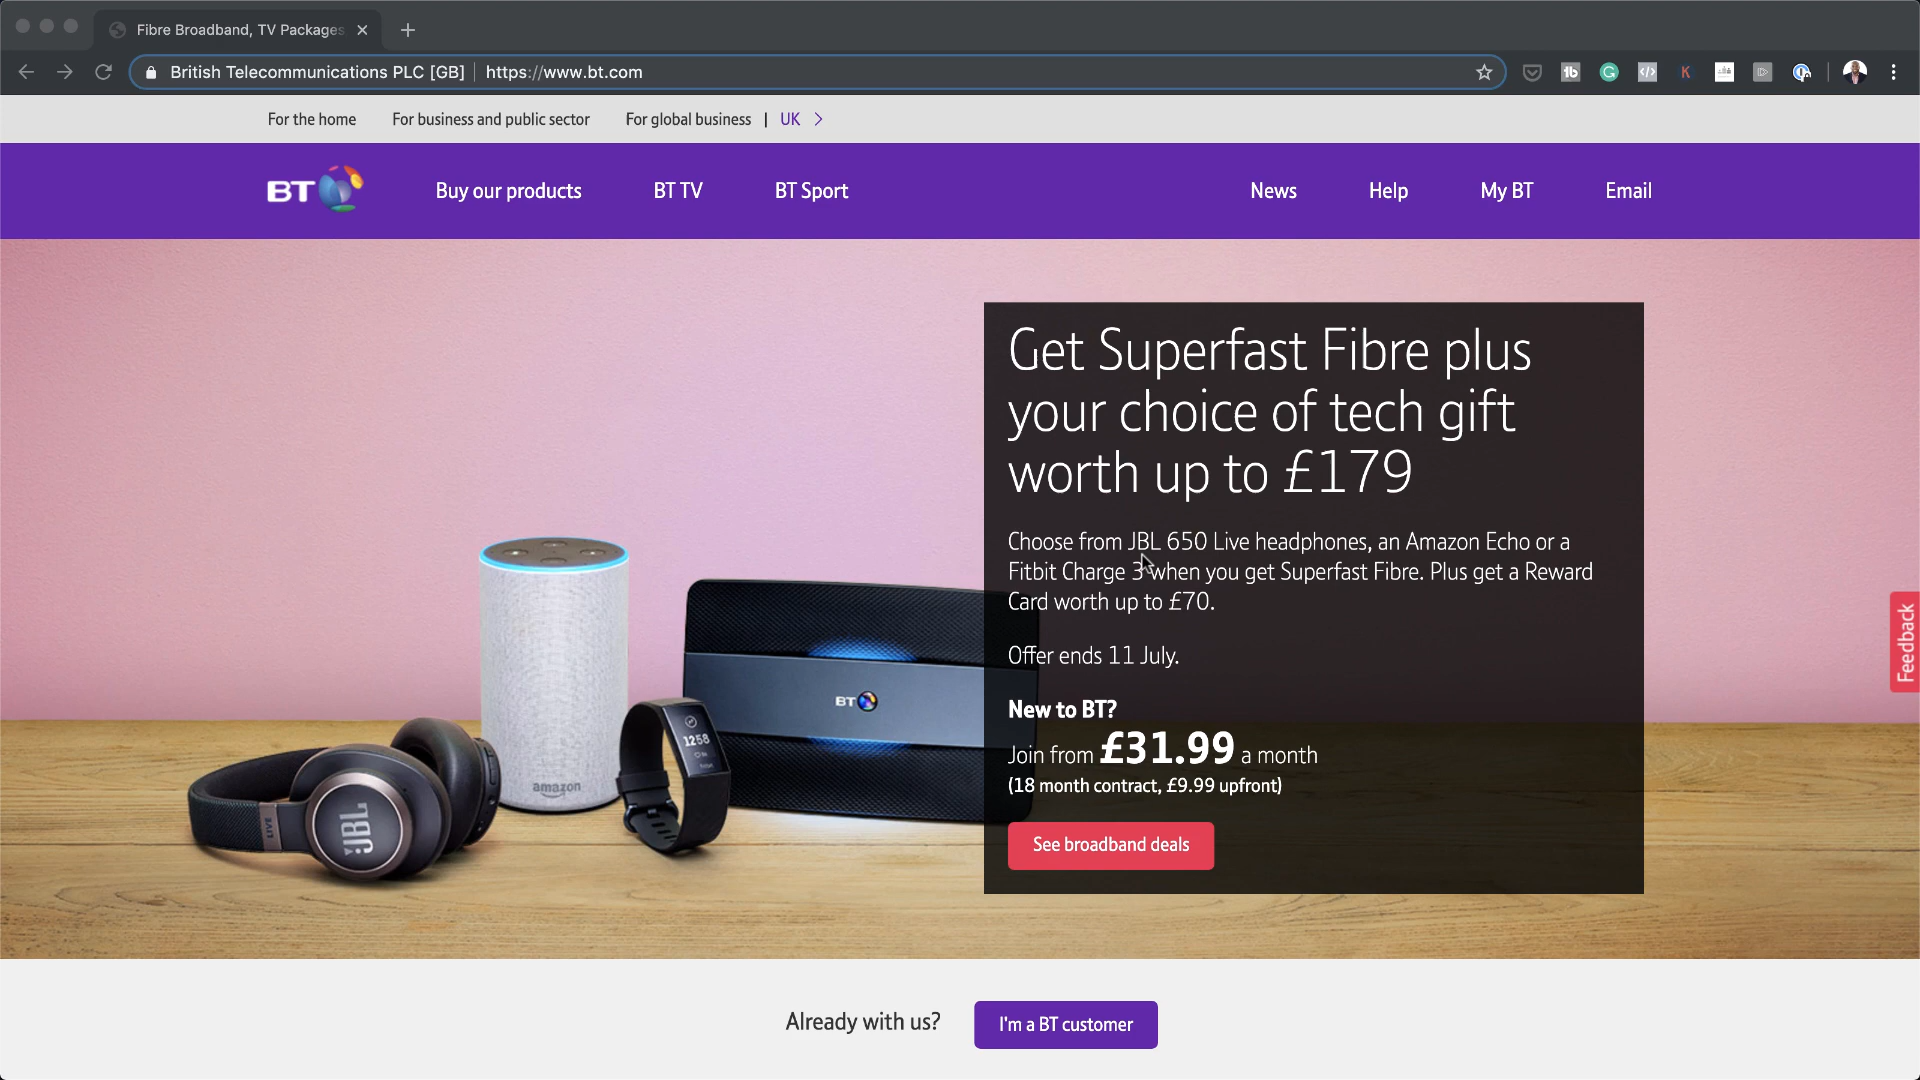 Fibre Broadband, TV Packages
British Telecommunications PLC [GB] | https://www.bt.com
For the home
For business and public sector
For global business | UK
BT
Buy our products
BT TV
BT Sport
News
Help
My BT
Email
Get Superfast Fibre plus
your choice of tech gift
worth up to £179
Choose from JBL 650 Live headphones, an Amazon Echo or a
Fitbit Charge 3 when you get Superfast Fibre. Plus get a Reward
Card worth up to £70.
Offer ends 11 July.
New to BT?
Join from £31.99 a month
(18 month contract, £9.99 upfront)
See broadband deals
BT
1258
amazon
LIVE
JBL
Feedback
Already with us?
I'm a BT customer